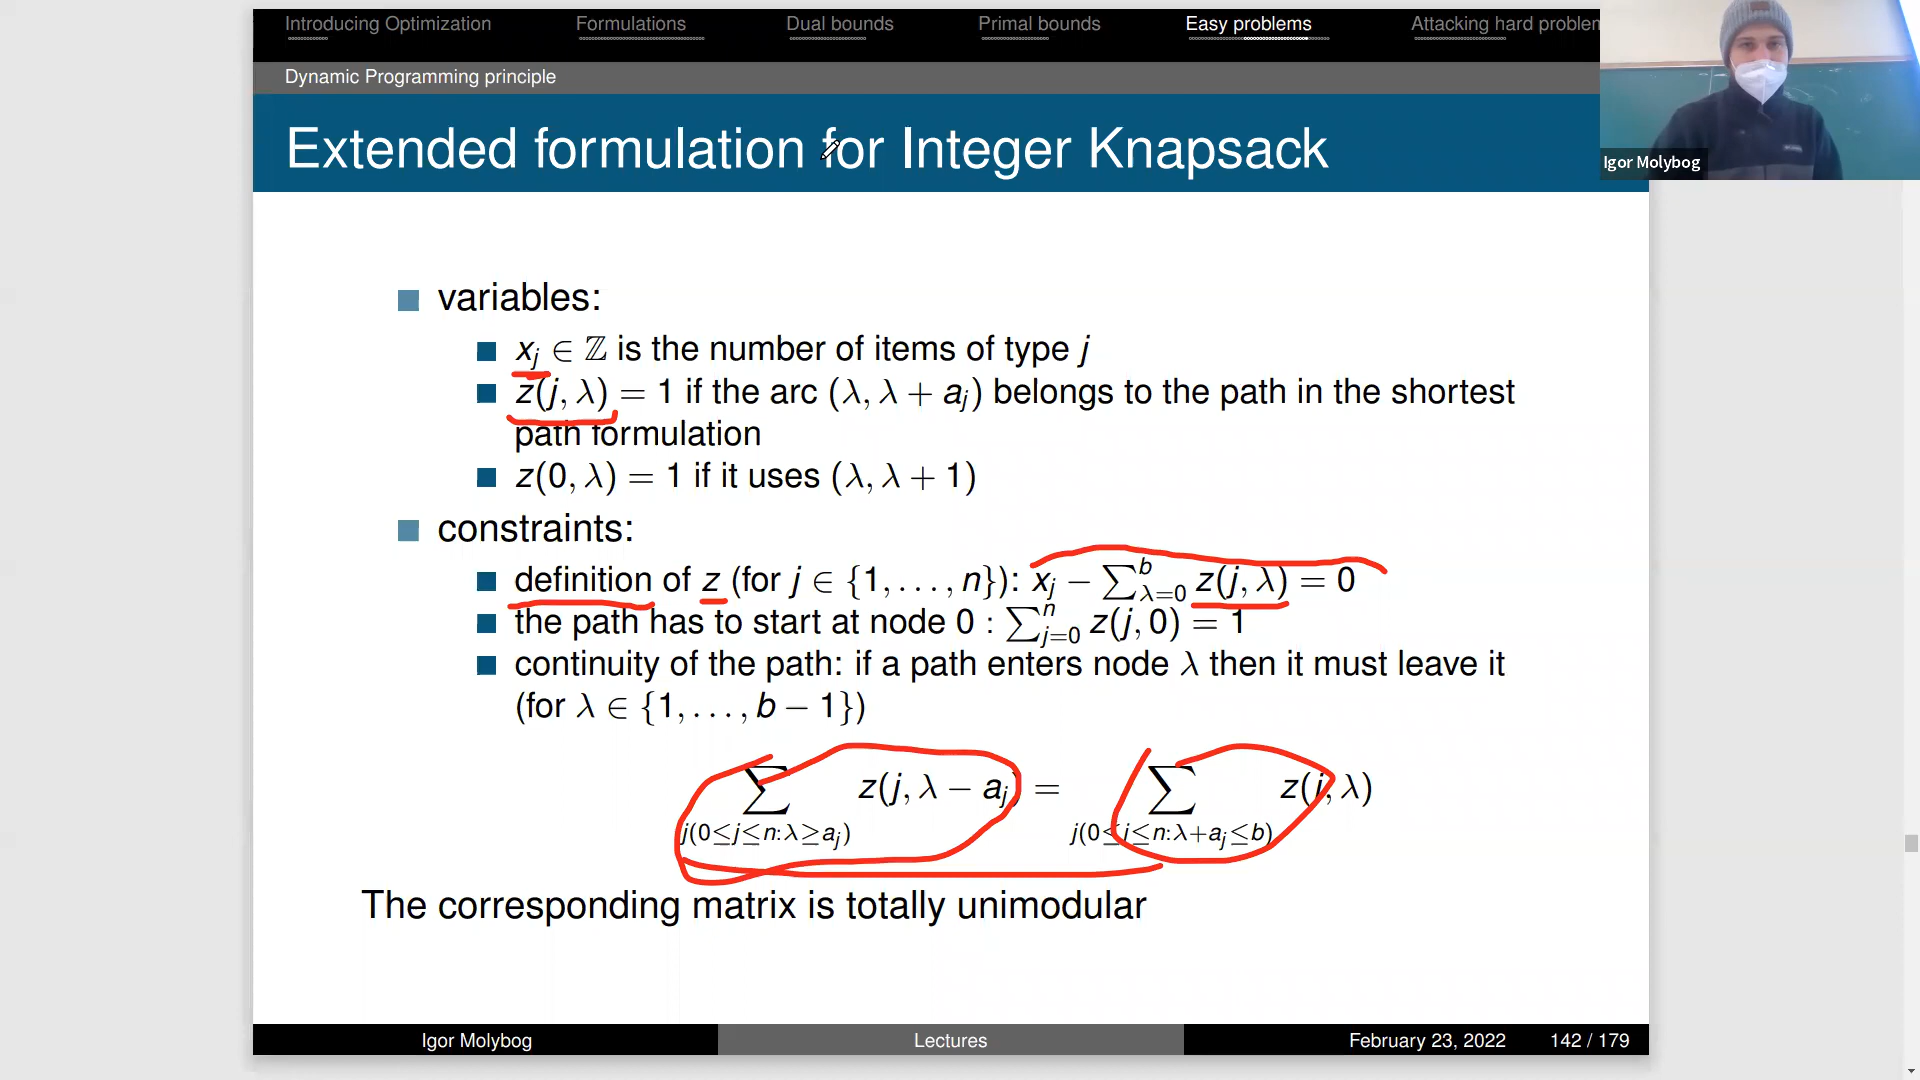 Introducing Optimization Formulations Dual bounds Primal bounds Easy problems Attacking hard problem
Dynamic Programming principle
Extended formulation for Integer Knapsack
Igor Molybog
variables:
x_j ∈ ℤ is the number of items of type j
z(j, λ) = 1 if the arc (λ, λ + a_j) belongs to the path in the shortest
path formulation
z(0, λ) = 1 if it uses (λ, λ + 1)
constraints:
definition of z (for j ∈ {1, . . . , n}): x_j − ∑_{λ=0}^{b} z(j, λ) = 0
the path has to start at node 0 : ∑_{j=0}^{n} z(j, 0) = 1
continuity of the path: if a path enters node λ then it must leave it
(for λ ∈ {1, . . . , b − 1})
∑_{j(0≤j≤n:λ≥a_j)} z(j, λ − a_j) = ∑_{j(0≤j≤n:λ+a_j≤b)} z(j, λ)
The corresponding matrix is totally unimodular
Igor Molybog Lectures February 23, 2022 142 / 179